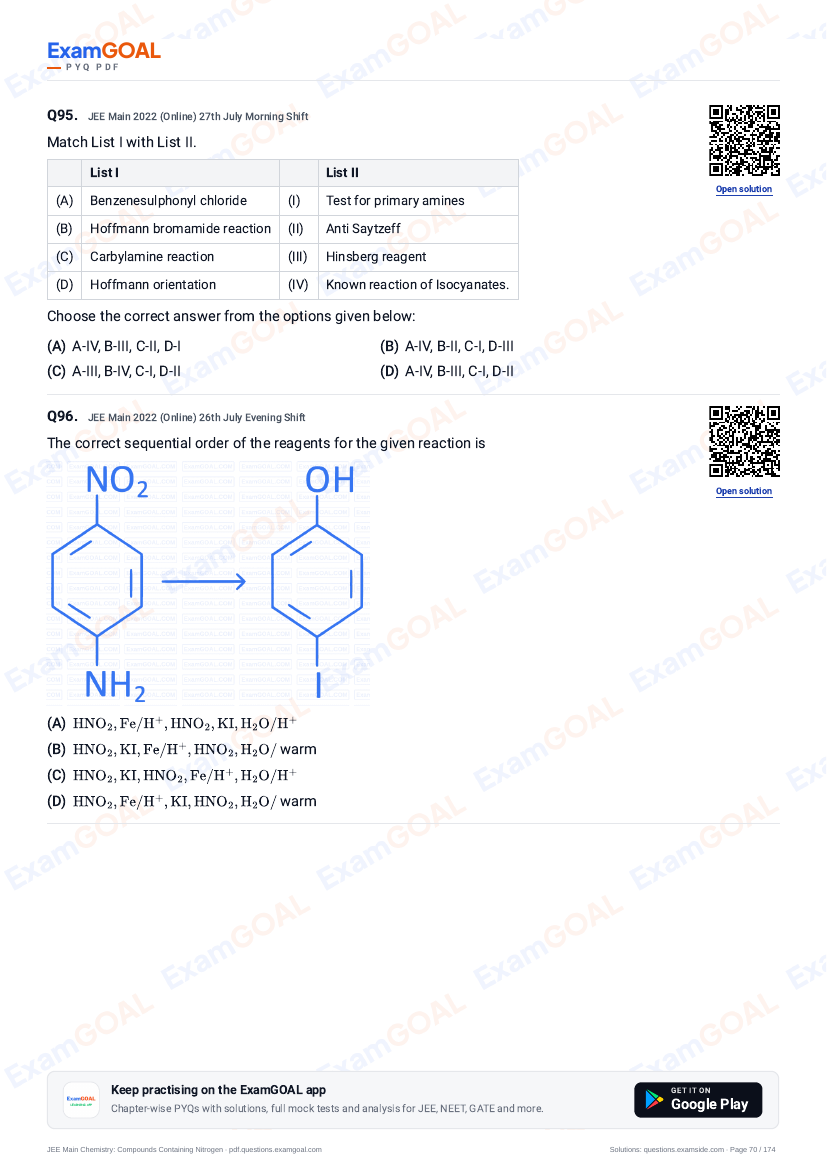 ExamGOAL
PYQ PDF
Q95. JEE Main 2022 (Online) 27th July Morning Shift
Match List I with List II.
Open solution
List I List II
(A) Benzenesulphonyl chloride (I) Test for primary amines
(B) Hoffmann bromamide reaction (II) Anti Saytzeff
(C) Carbylamine reaction (III) Hinsberg reagent
(D) Hoffmann orientation (IV) Known reaction of Isocyanates.
Choose the correct answer from the options given below:
(A) A-IV, B-III, C-II, D-I (B) A-IV, B-II, C-I, D-III
(C) A-III, B-IV, C-I, D-II (D) A-IV, B-III, C-I, D-II
Q96. JEE Main 2022 (Online) 26th July Evening Shift
The correct sequential order of the reagents for the given reaction is
Open solution
NO₂ OH
NH₂ I
(A) HNO₂, Fe/H⁺, HNO₂, KI, H₂O/H⁺
(B) HNO₂, KI, Fe/H⁺, HNO₂, H₂O/ warm
(C) HNO₂, KI, HNO₂, Fe/H⁺, H₂O/H⁺
(D) HNO₂, Fe/H⁺, KI, HNO₂, H₂O/ warm
Keep practising on the ExamGOAL app
Chapter-wise PYQs with solutions, full mock tests and analysis for JEE, NEET, GATE and more.
GET IT ON
Google Play
JEE Main Chemistry: Compounds Containing Nitrogen · pdf.questions.examgoal.com Solutions: questions.examside.com · Page 70 / 174